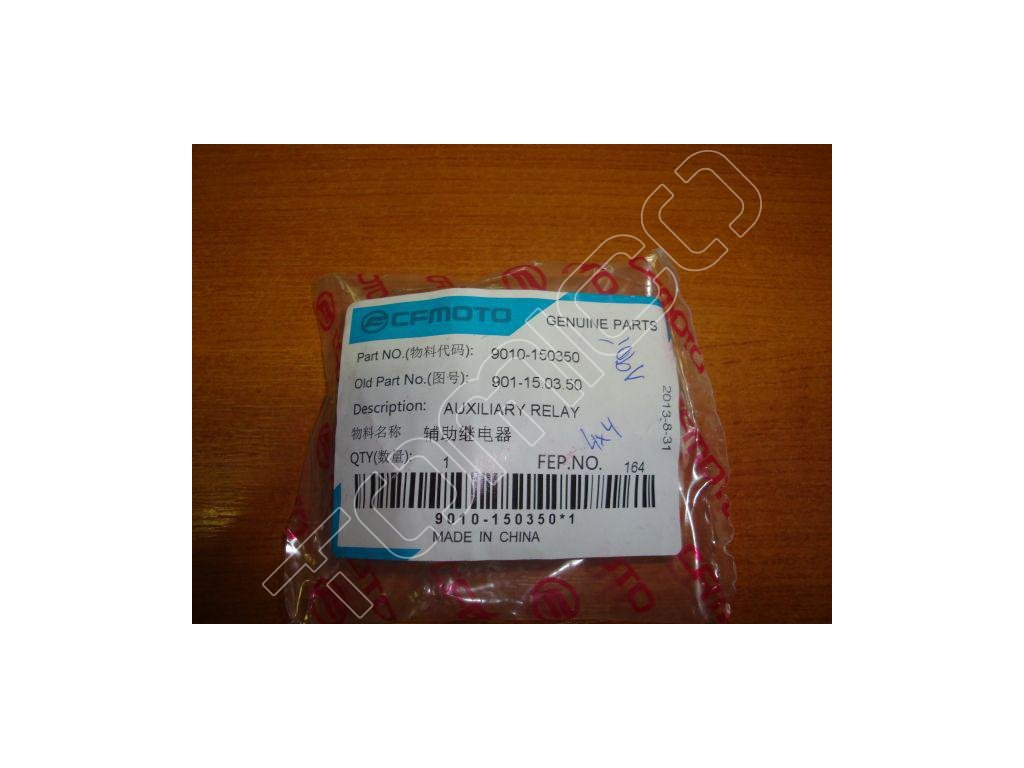 CFMOTO GENUINE PARTS
Part NO.(物料代码): 9010-150350
Old Part No.(图号): 901-15.03.50
Description: AUXILIARY RELAY
物料名称 辅助继电器
QTY(数量): 1 FEP.NO. 164
9010-150350*1
MADE IN CHINA
2013-8-31
4x4
TOMICC